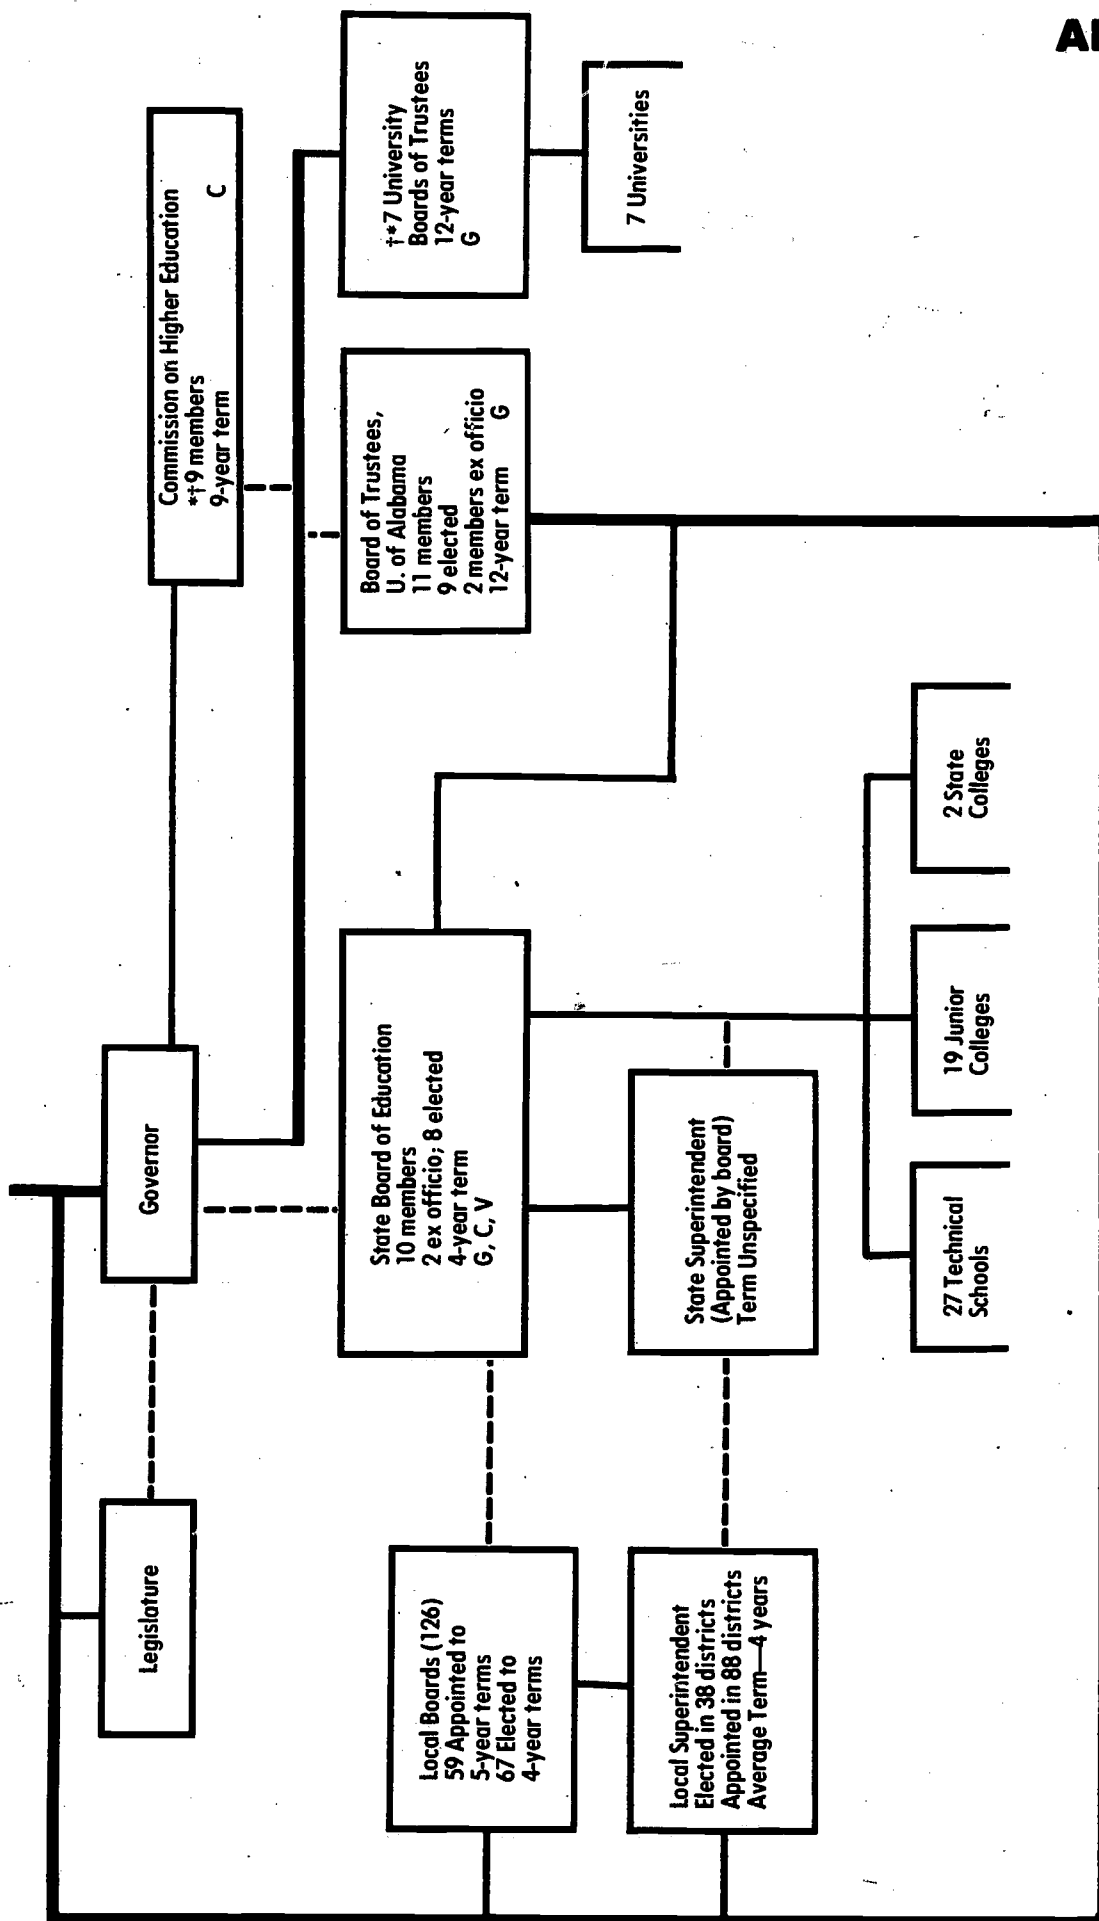 AL
Legislature
Governor
Commission on Higher Education
*†9 members
9-year term C
Local Boards (126)
59 Appointed to
5-year terms
67 Elected to
4-year terms
State Board of Education
10 members
2 ex officio; 8 elected
4-year term
G, C, V
Board of Trustees,
U. of Alabama
11 members
9 elected
2 members ex officio
12-year term G
†*7 University
Boards of Trustees
12-year terms
G
Local Superintendent
Elected in 38 districts
Appointed in 88 districts
Average Term—4 years
State Superintendent
(Appointed by board)
Term Unspecified
7 Universities
27 Technical
Schools
19 Junior
Colleges
2 State
Colleges